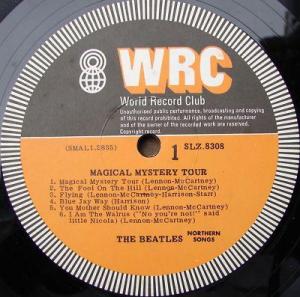 WRC
World Record Club
Unauthorised public performance, broadcasting and copying
of this record prohibited. All rights of the manufacturer
and of the owner of the recorded work are reserved.
Copyright record.
(SMAL.1.2835)
1 SLZ.8308
MAGICAL MYSTERY TOUR
1. Magical Mystery Tour (Lennon-McCartney)
2. The Fool On The Hill (Lennon-McCartney)
3. Flying (Lennon-McCartney-Harrison-Starr)
4. Blue Jay Way (Harrison)
5. You Mother Should Know (Lennon-McCartney)
6. I Am The Walrus ("No you're not!" said
little Nicola) (Lennon-McCartney)
THE BEATLES NORTHERN
SONGS